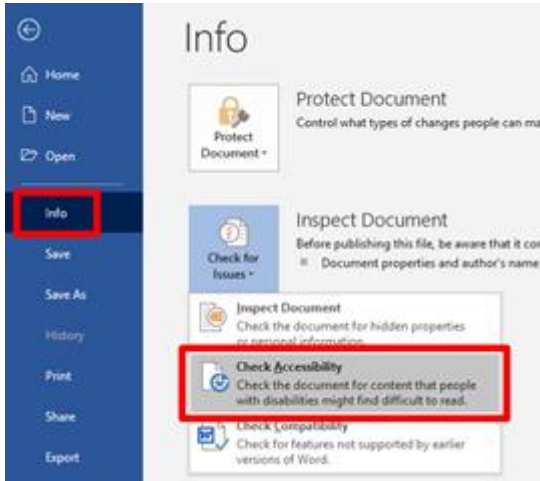 Info
Home
New
Open
Info
Save
Save As
History
Print
Share
Export
Protect
Document
Protect Document
Control what types of changes people can ma
Check for
Issues
Inspect Document
Before publishing this file, be aware that it cor
Document properties and author's name
Inspect Document
Check the document for hidden properties
or personal information.
Check Accessibility
Check the document for content that people
with disabilities might find difficult to read.
Check Compatibility
Check for features not supported by earlier
versions of Word.